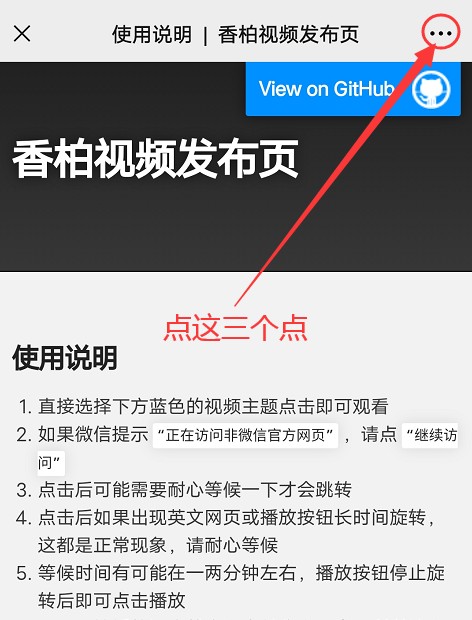 使用说明 | 香柏视频发布页
View on GitHub
香柏视频发布页
点这三个点
使用说明
1. 直接选择下方蓝色的视频主题点击即可观看
2. 如果微信提示 “正在访问非微信官方网页” ，请点 “继续访
问”
3. 点击后可能需要耐心等候一下才会跳转
4. 点击后如果出现英文网页或播放按钮长时间旋转，
这都是正常现象，请耐心等候
5. 等候时间有可能在一两分钟左右，播放按钮停止旋
转后即可点击播放